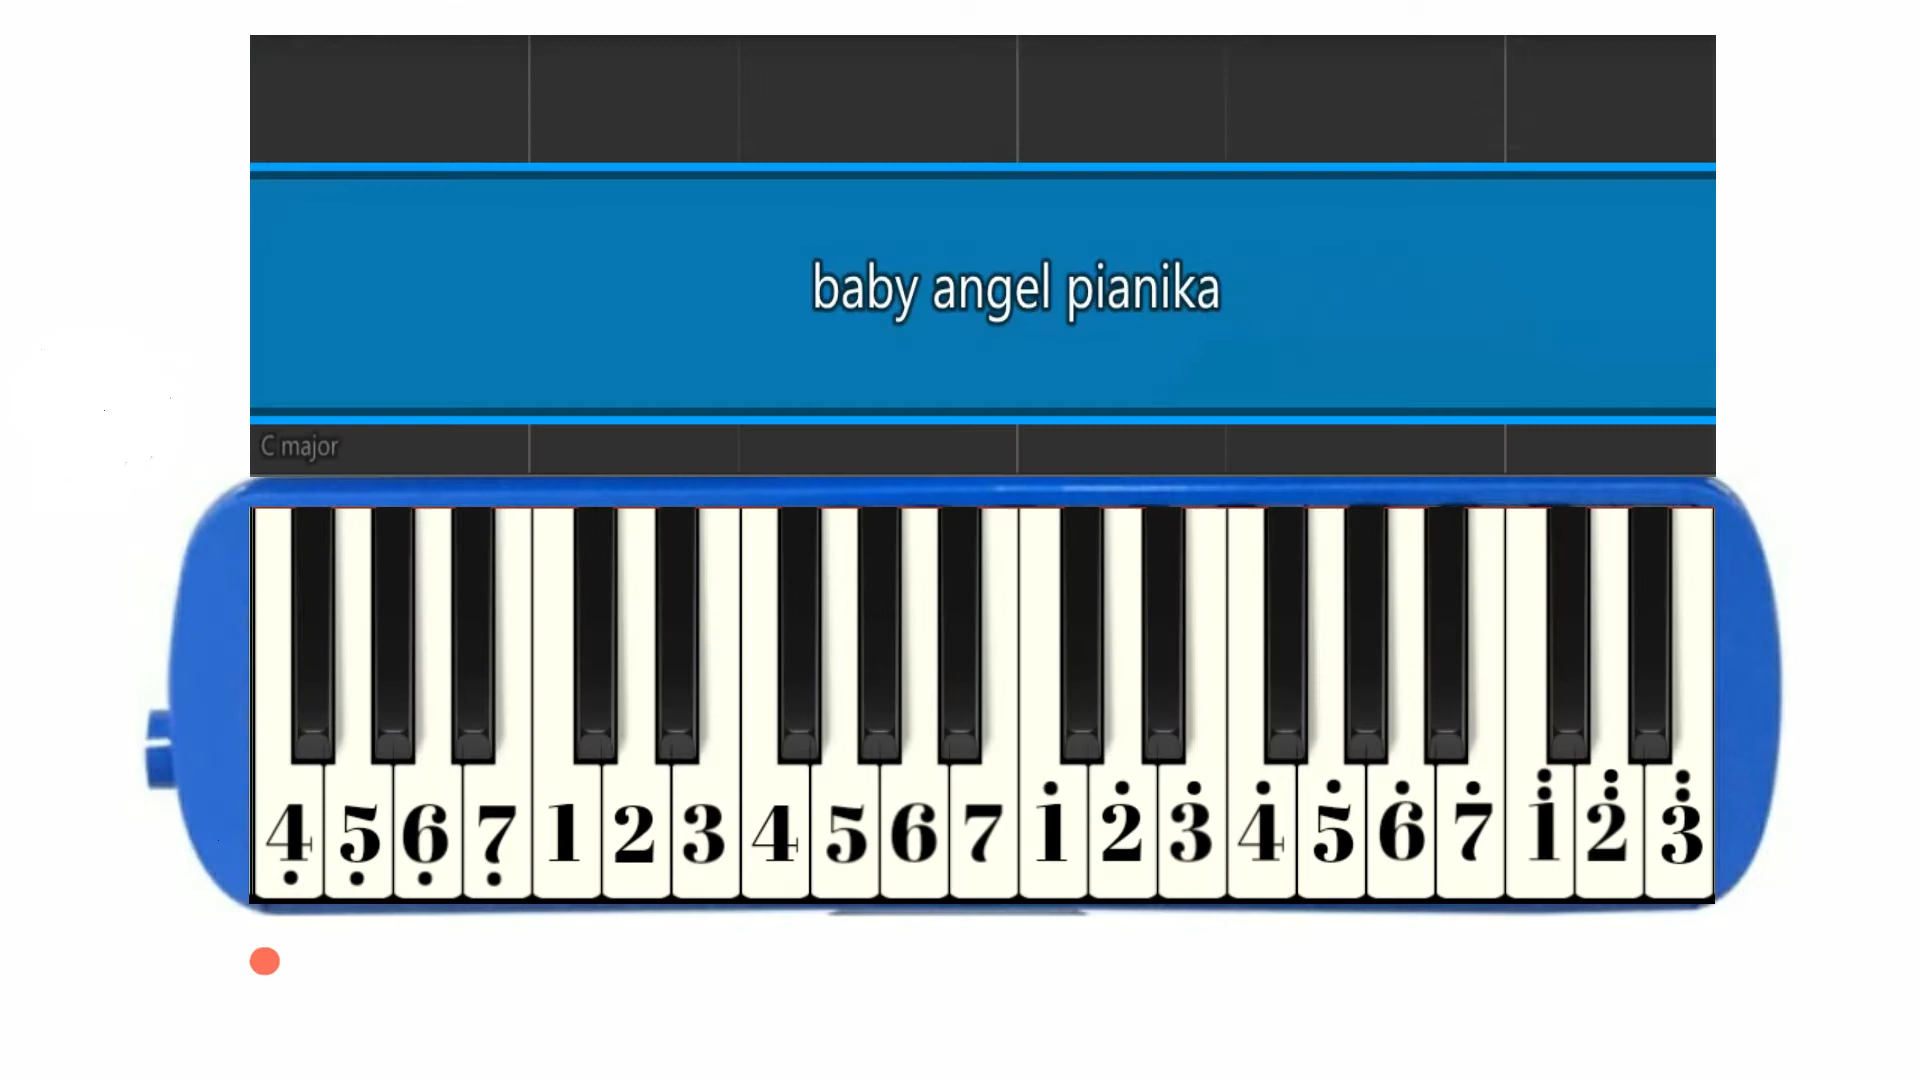 baby angel pianika
C major
4̣ 5̣ 6̣ 7̣ 1 2 3 4 5 6 7 1̇ 2̇ 3̇ 4̇ 5̇ 6̇ 7̇ 1̈ 2̈ 3̈